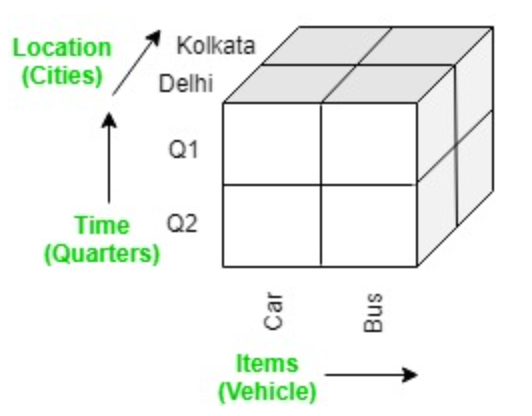 Location
(Cities)
Kolkata
Delhi
Q1
Time
(Quarters)
Q2
Car
Bus
Items
(Vehicle)